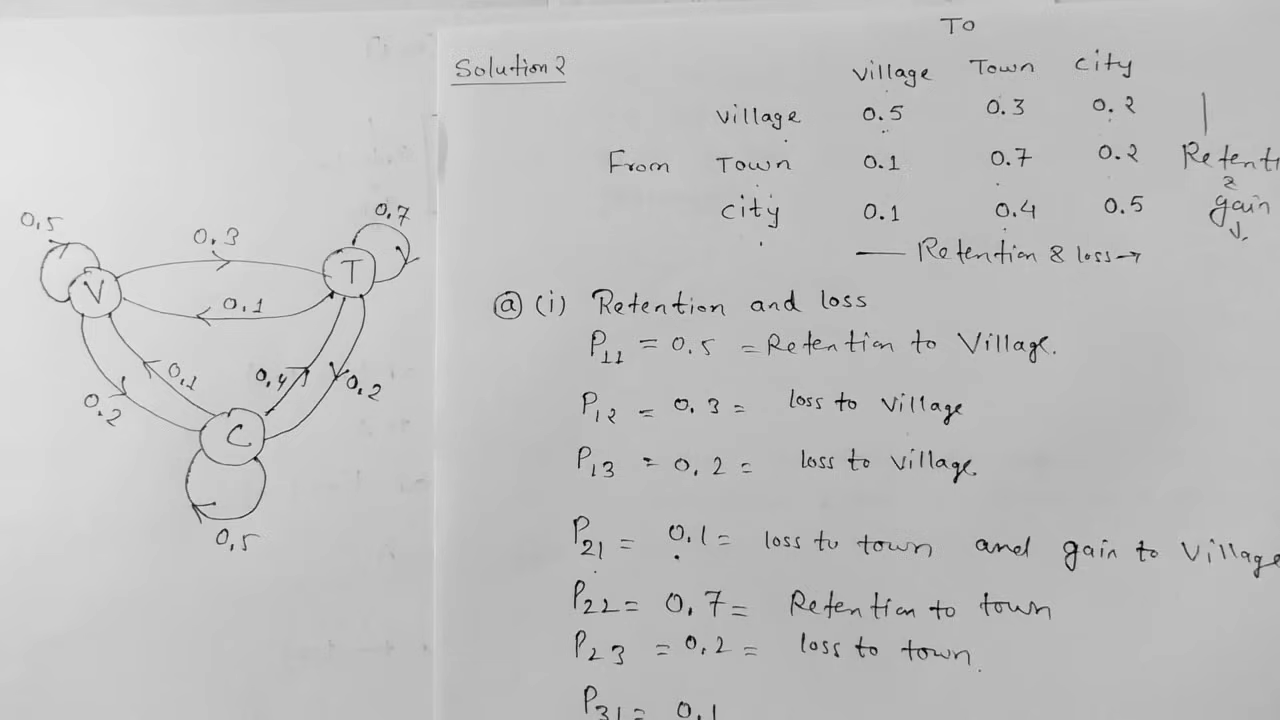 To
Solution 2
Village Town City
Village 0.5 0.3 0.2
From Town 0.1 0.7 0.2
City 0.1 0.4 0.5
&
gain
Retention & loss
(a) (i) Retention and loss
P11 = 0.5 = Retention to Village.
P12 = 0.3 = loss to village
P13 = 0.2 = loss to village.
P21 = 0.1 = loss to town and gain to Village
P22 = 0.7 = Retention to town
P23 = 0.2 = loss to town.
P31 = 0.1
0.5
0.3
0.7
V
T
0.1
0.1
0.4
0.2
0.2
C
0.5